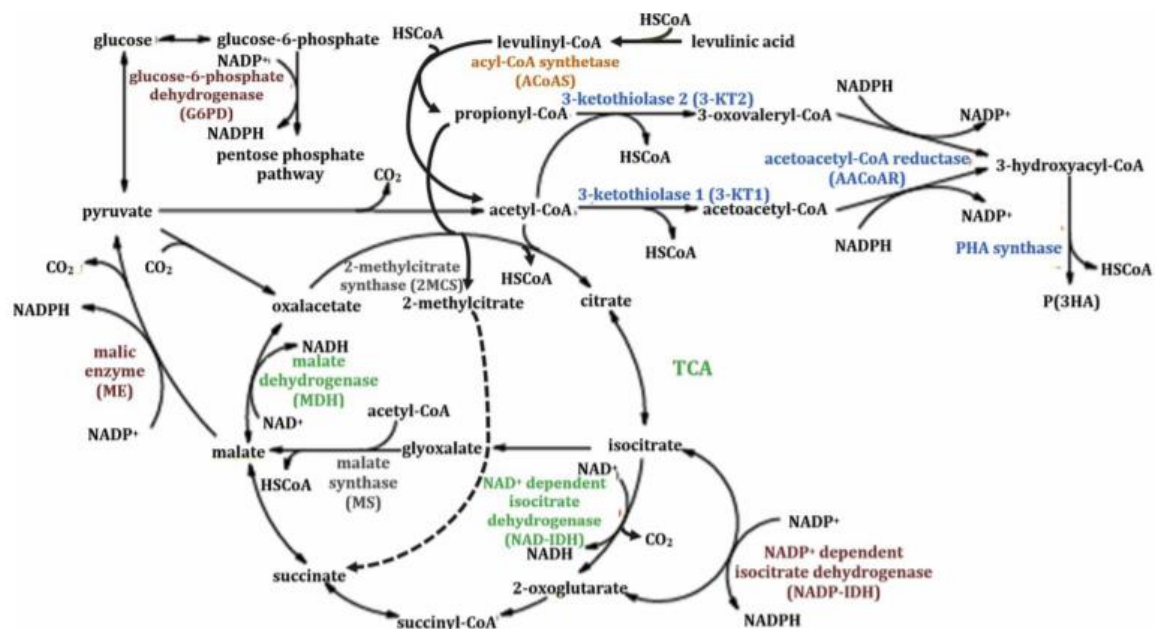 glucose
glucose-6-phosphate
NADP⁺
glucose-6-phosphate
dehydrogenase
(G6PD)
NADPH
pentose phosphate
pathway
HSCoA
levulinyl-CoA
HSCoA
levulinic acid
acyl-CoA synthetase
(ACoAS)
propionyl-CoA
3-ketothiolase 2 (3-KT2)
3-oxovaleryl-CoA
HSCoA
NADPH
NADP⁺
acetoacetyl-CoA reductase
(AACoAR)
3-hydroxyacyl-CoA
CO₂
pyruvate
acetyl-CoA
3-ketothiolase 1 (3-KT1)
acetoacetyl-CoA
HSCoA
NADPH
NADP⁺
PHA synthase
HSCoA
P(3HA)
CO₂
CO₂
HSCoA
2-methylcitrate
synthase (2MCS)
oxalacetate
2-methylcitrate
citrate
NADPH
malic
enzyme
(ME)
NADP⁺
NADH
malate
dehydrogenase
(MDH)
NAD⁺
TCA
acetyl-CoA
malate
glyoxalate
isocitrate
HSCoA
malate
synthase
(MS)
NAD⁺
NAD⁺ dependent
isocitrate
dehydrogenase
(NAD-IDH)
NADH
CO₂
NADP⁺
NADP⁺ dependent
isocitrate dehydrogenase
(NADP-IDH)
NADPH
succinate
2-oxoglutarate
succinyl-CoA